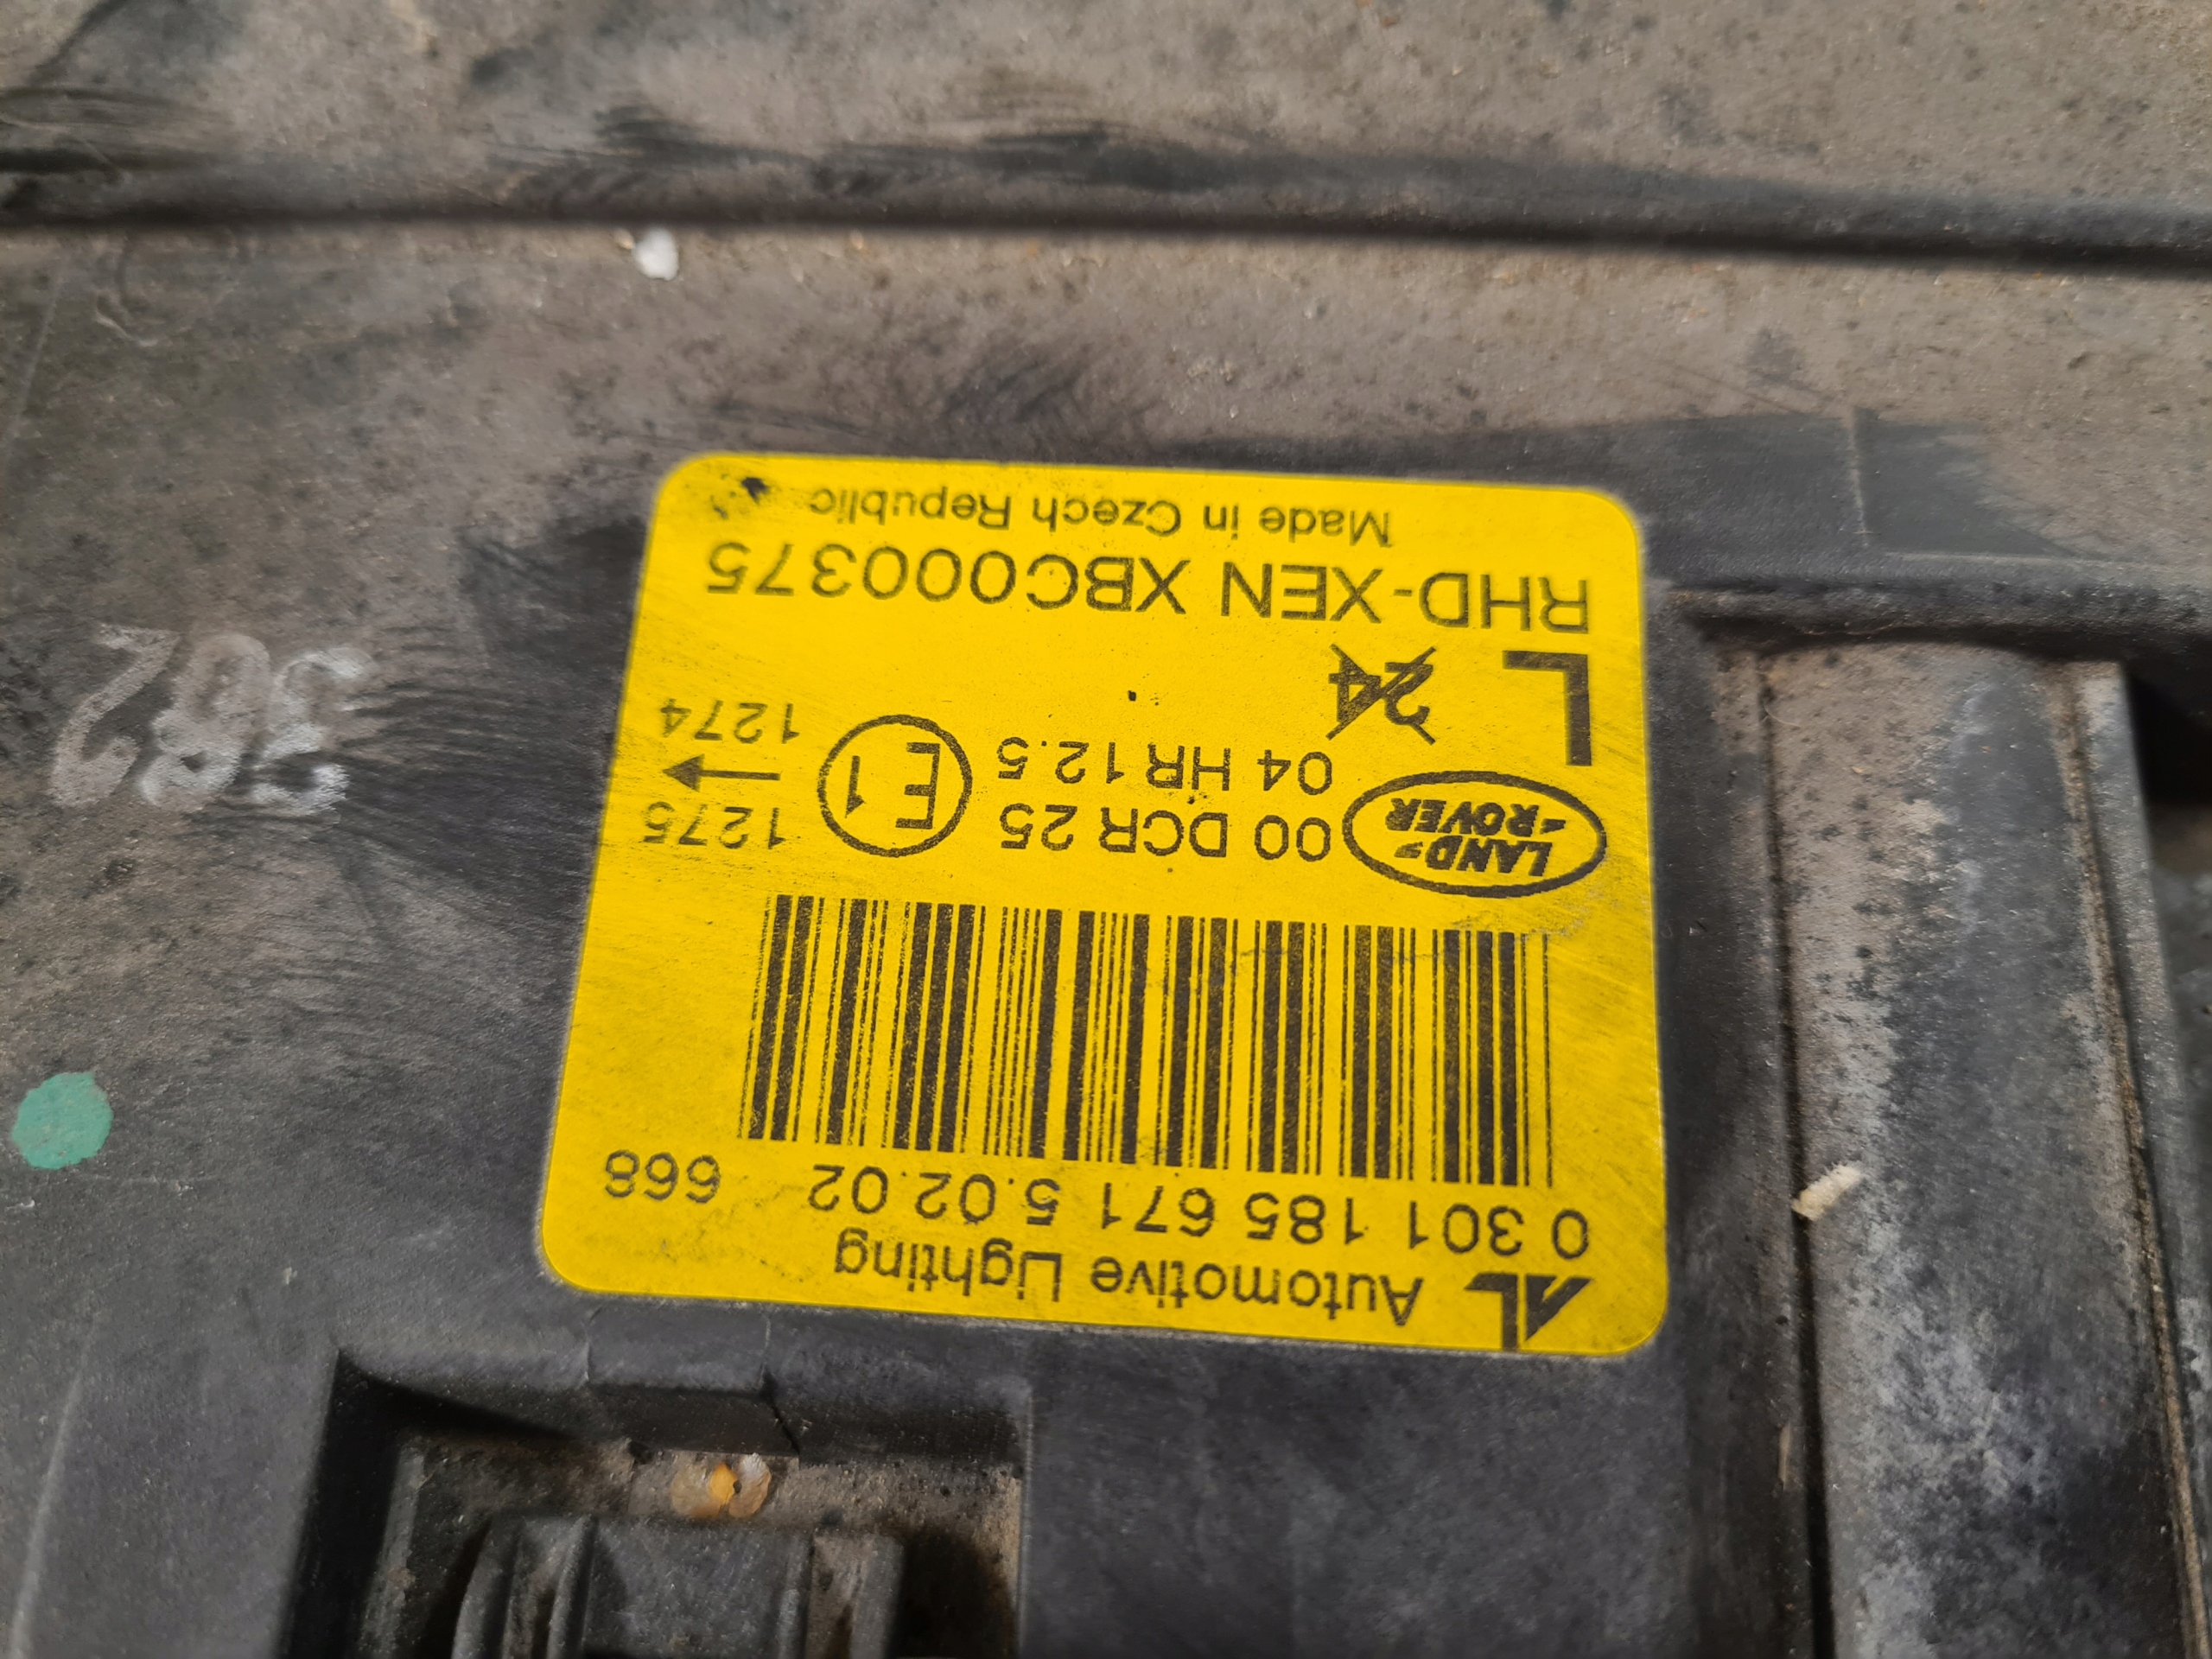 AL Automotive Lighting
0 301 185 671 5.02.02 668
LAND
ROVER
00 DCR 25
04 HR 12.5
E1
1275
1274
L
24
RHD-XEN XBC000375
Made in Czech Republic